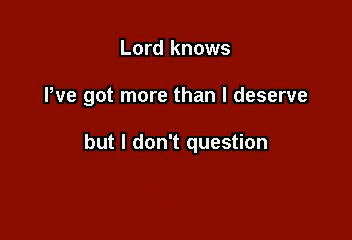 Lord knows
I’ve got more than I deserve
but I don't question